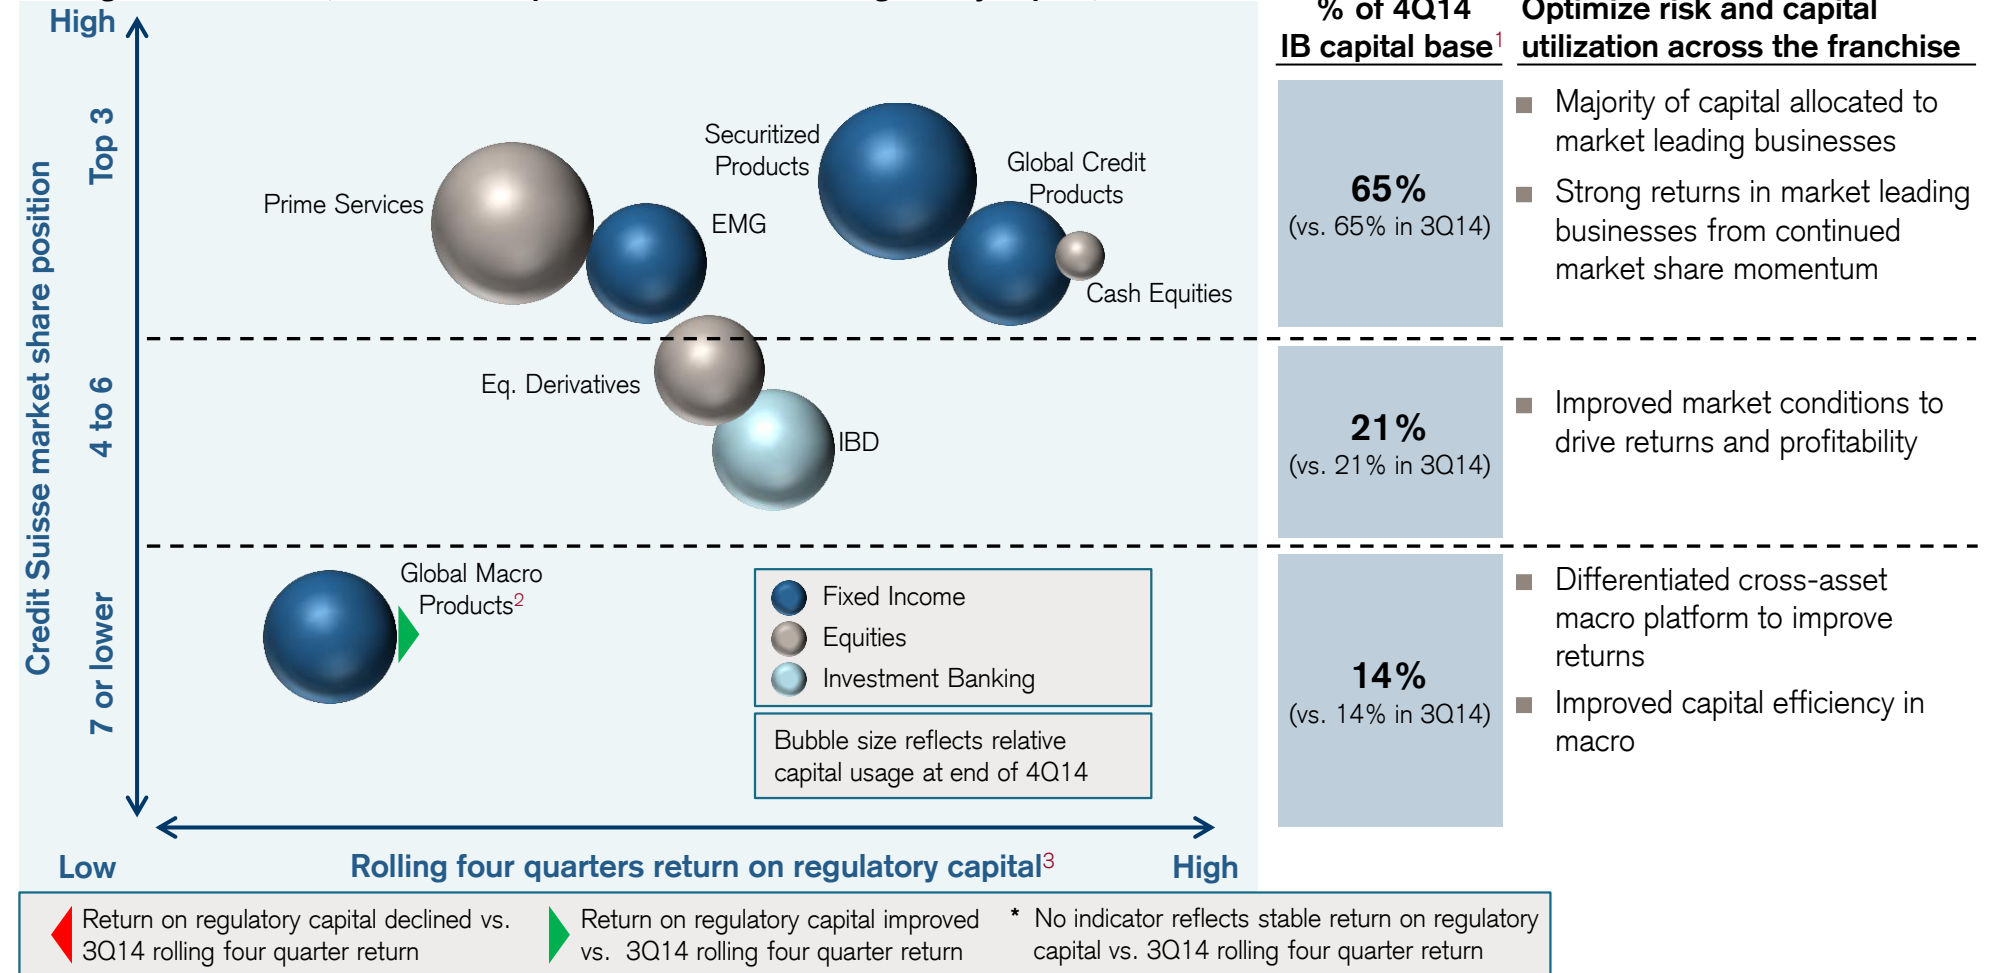 High
Top 3
4 to 6
7 or lower
Credit Suisse market share position
Securitized
Products
Global Credit
Products
Prime Services
EMG
Cash Equities
Eq. Derivatives
IBD
Global Macro
Products2
Fixed Income
Equities
Investment Banking
Bubble size reflects relative
capital usage at end of 4Q14
Low
Rolling four quarters return on regulatory capital3
High
% of 4Q14
IB capital base1
65%
(vs. 65% in 3Q14)
21%
(vs. 21% in 3Q14)
14%
(vs. 14% in 3Q14)
Optimize risk and capital
utilization across the franchise
Majority of capital allocated to
market leading businesses
Strong returns in market leading
businesses from continued
market share momentum
Improved market conditions to
drive returns and profitability
Differentiated cross-asset
macro platform to improve
returns
Improved capital efficiency in
macro
Return on regulatory capital declined vs.
3Q14 rolling four quarter return
Return on regulatory capital improved
vs. 3Q14 rolling four quarter return
* No indicator reflects stable return on regulatory
capital vs. 3Q14 rolling four quarter return